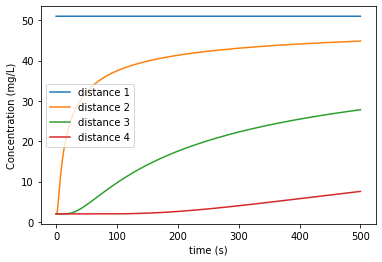 50
40
30
20
10
0
Concentration (mg/L)
distance 1
distance 2
distance 3
distance 4
0 100 200 300 400 500
time (s)